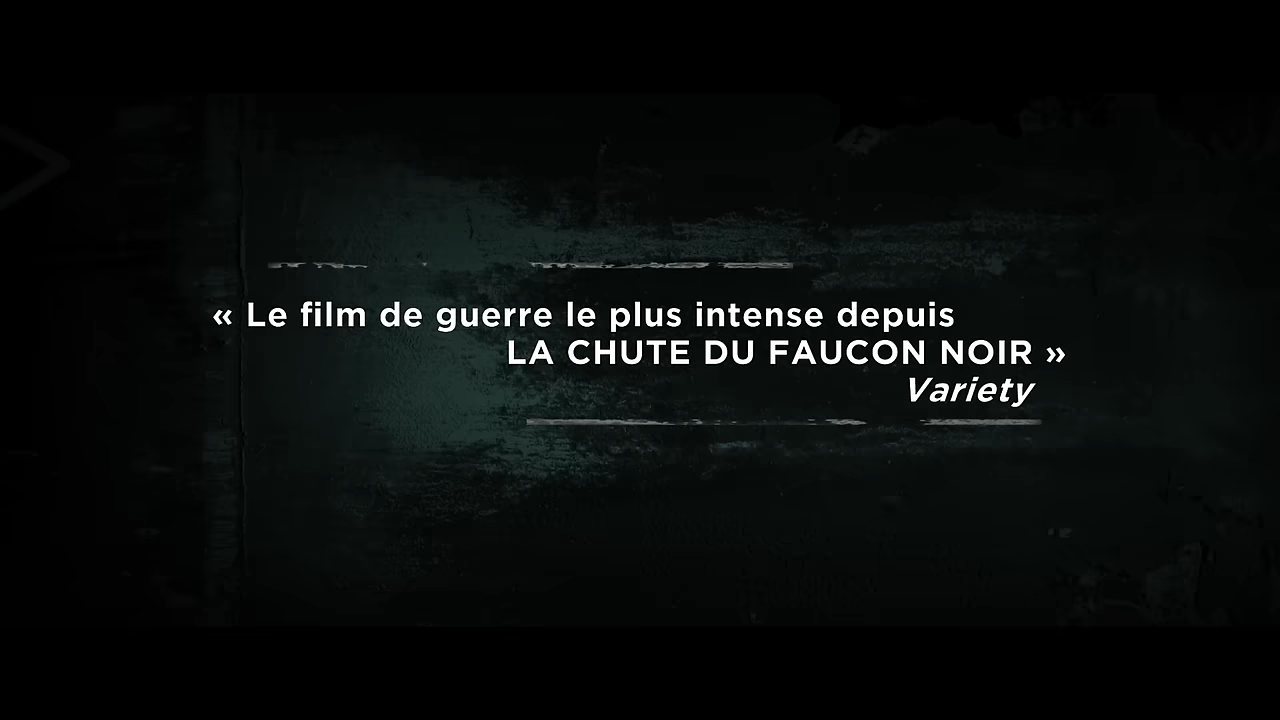 « Le film de guerre le plus intense depuis
LA CHUTE DU FAUCON NOIR »
Variety